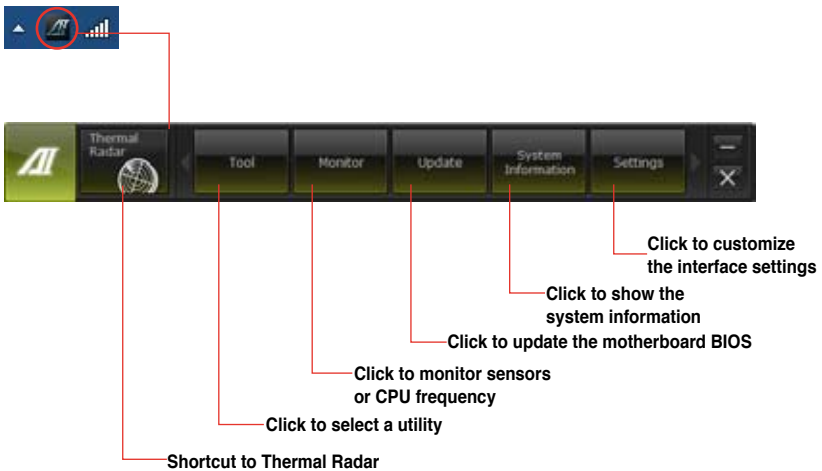 Thermal
Radar
Tool
Monitor
Update
System
Information
Settings
Click to customize
the interface settings
Click to show the
system information
Click to update the motherboard BIOS
Click to monitor sensors
or CPU frequency
Click to select a utility
Shortcut to Thermal Radar